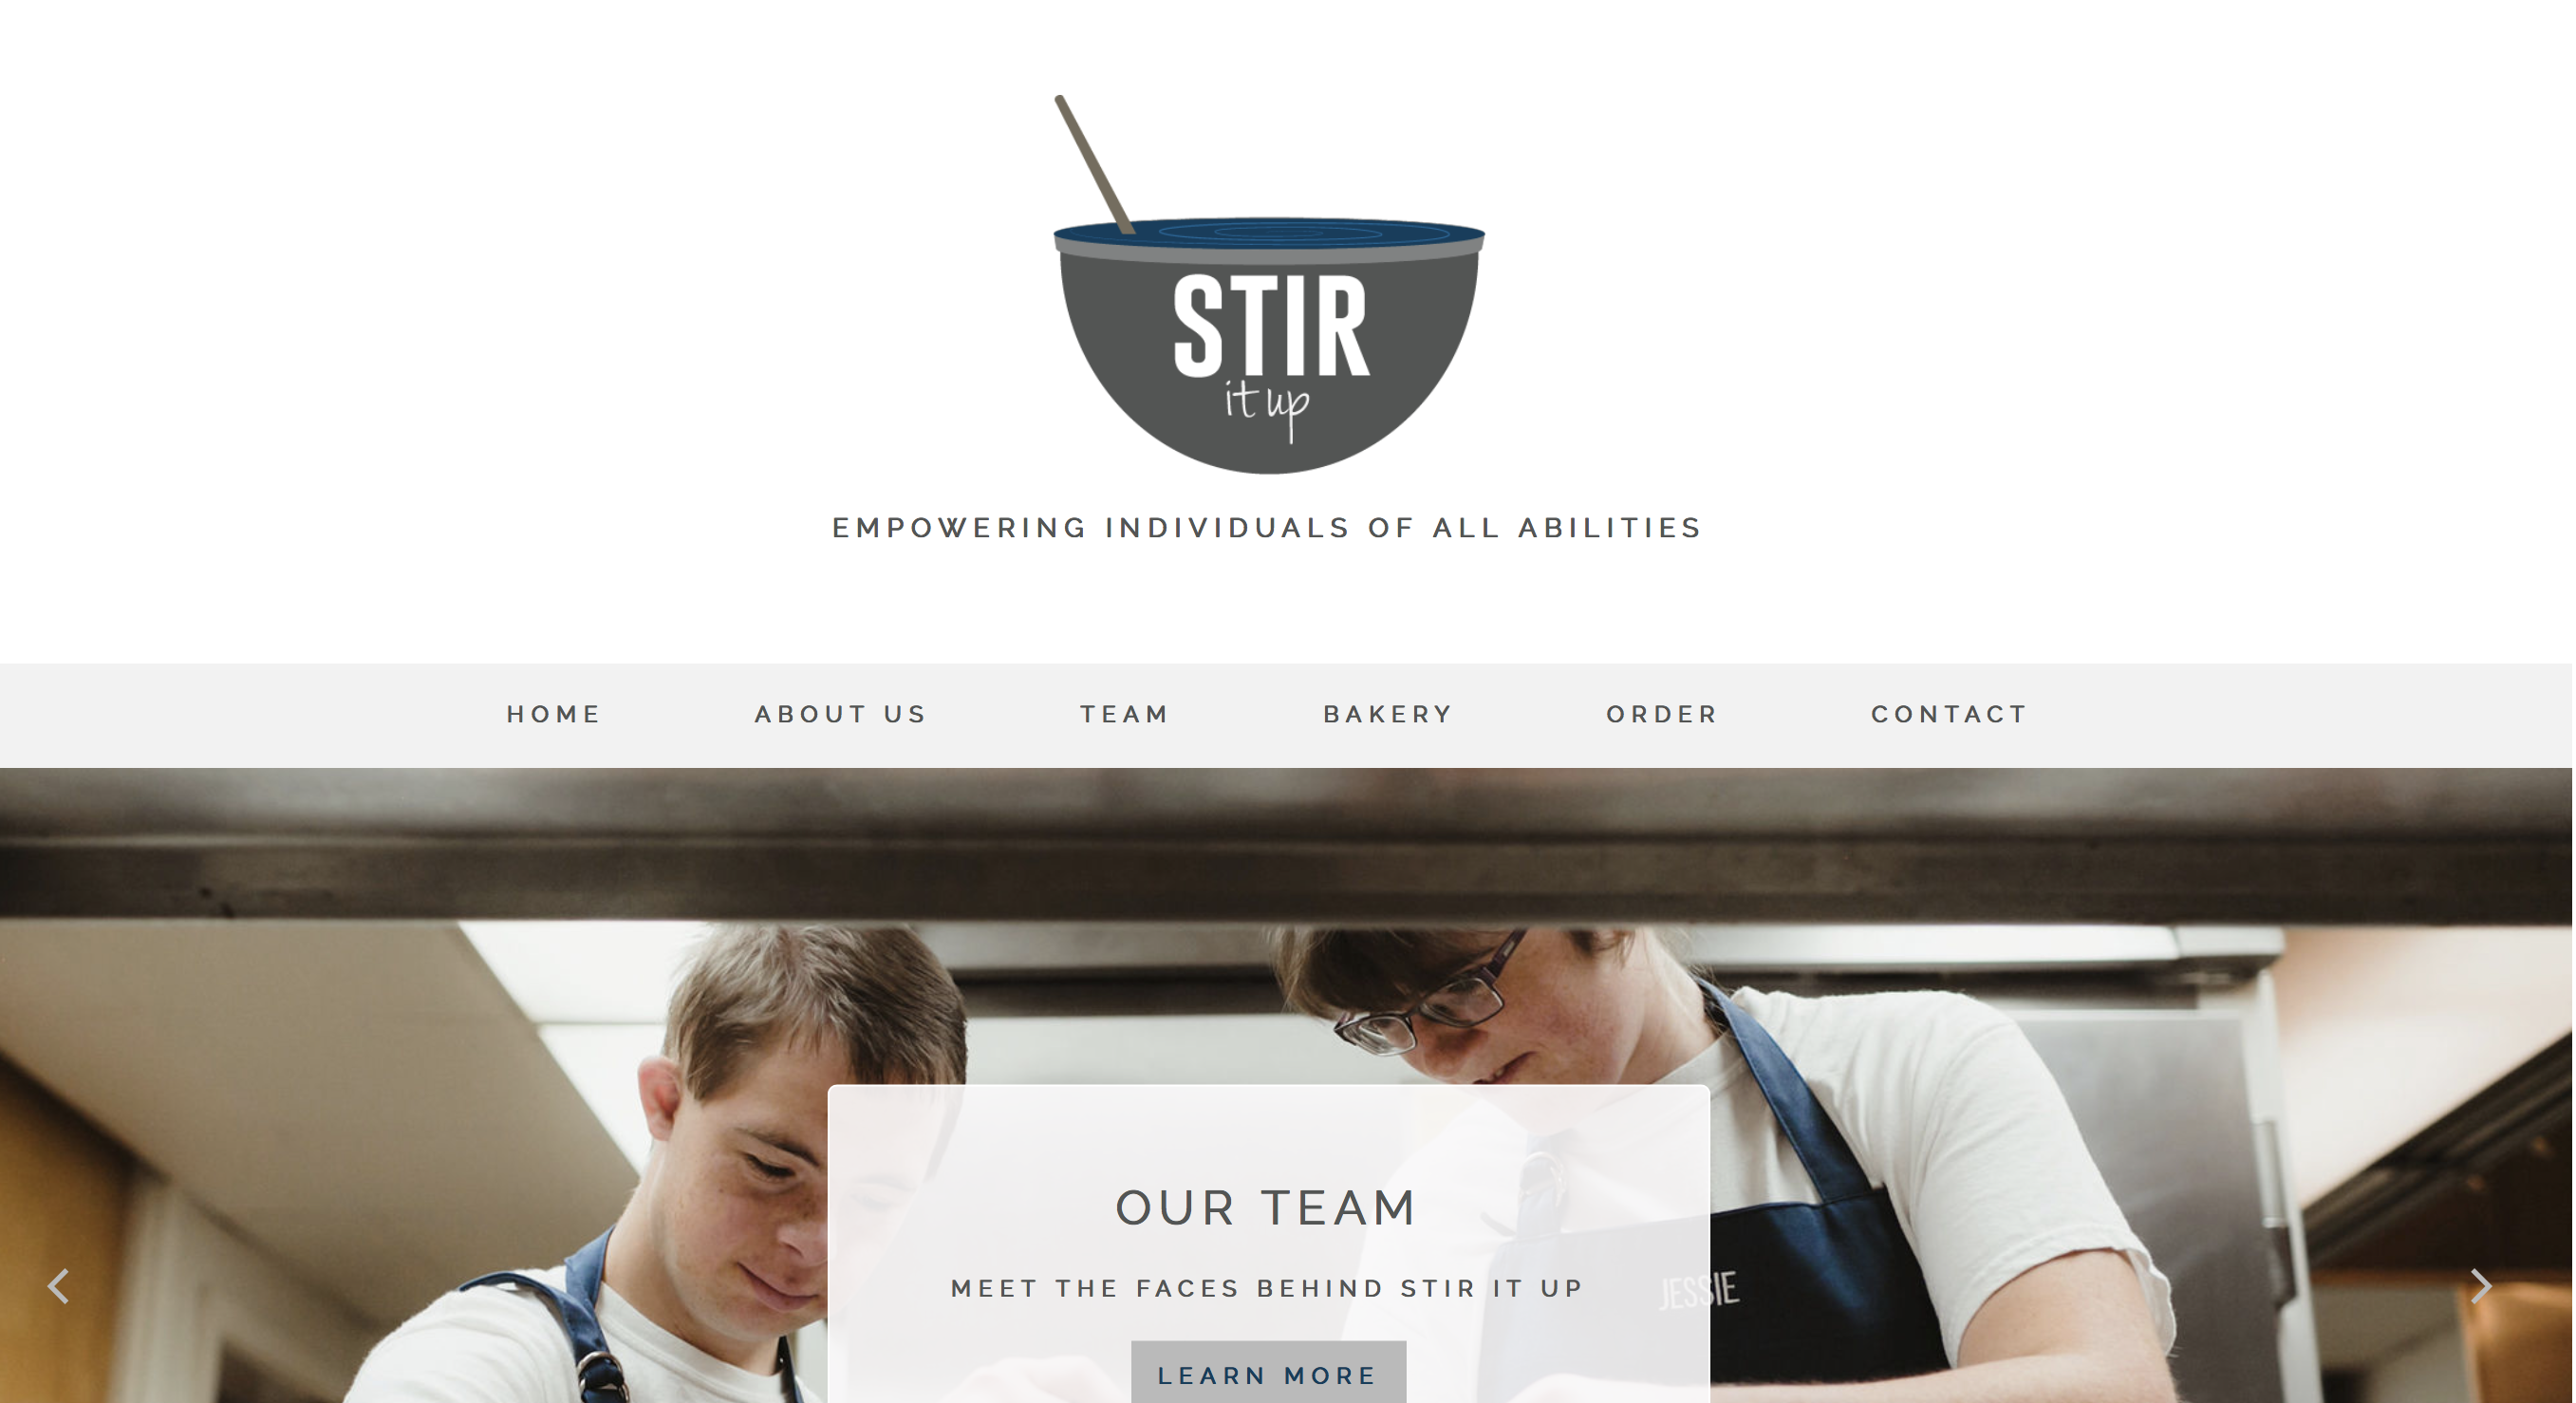 STIR
it up
EMPOWERING INDIVIDUALS OF ALL ABILITIES
HOME ABOUT US TEAM BAKERY ORDER CONTACT
OUR TEAM
MEET THE FACES BEHIND STIR IT UP
JESSIE
LEARN MORE